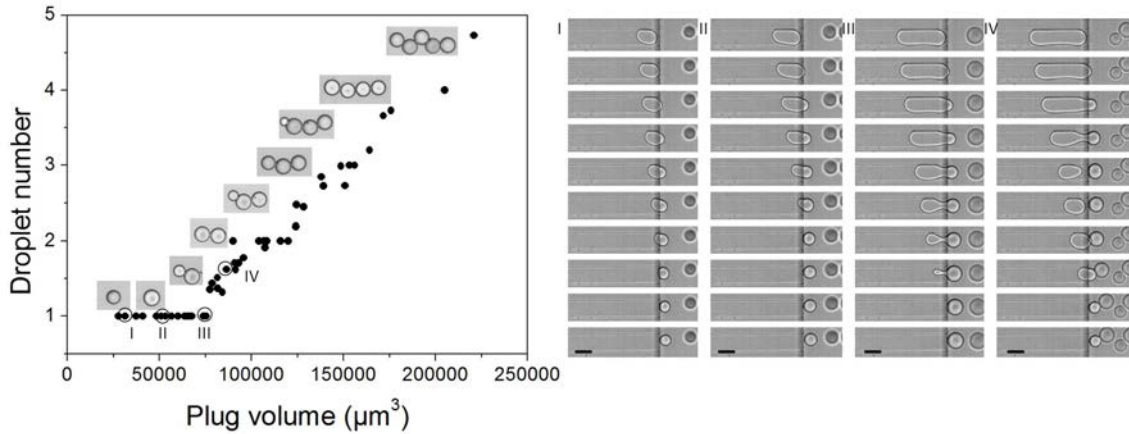 5
4
3
2
1
Droplet number
I
II
III
IV
0
50000
100000
150000
200000
250000
Plug volume (µm³)
I
II
III
IV